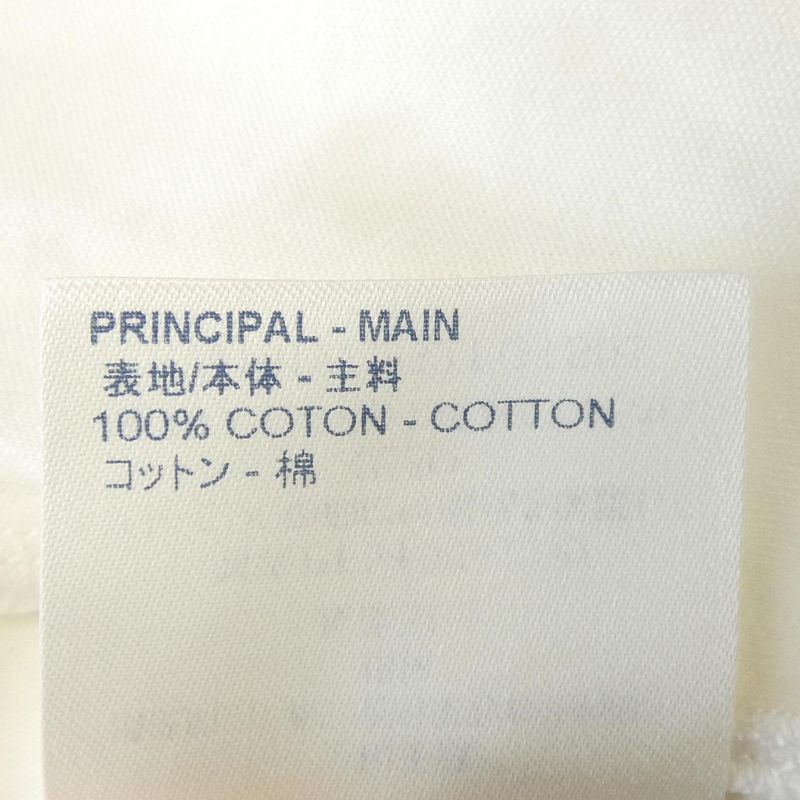 PRINCIPAL - MAIN
表地/本体 - 主料
100% COTON - COTTON
コットン - 棉